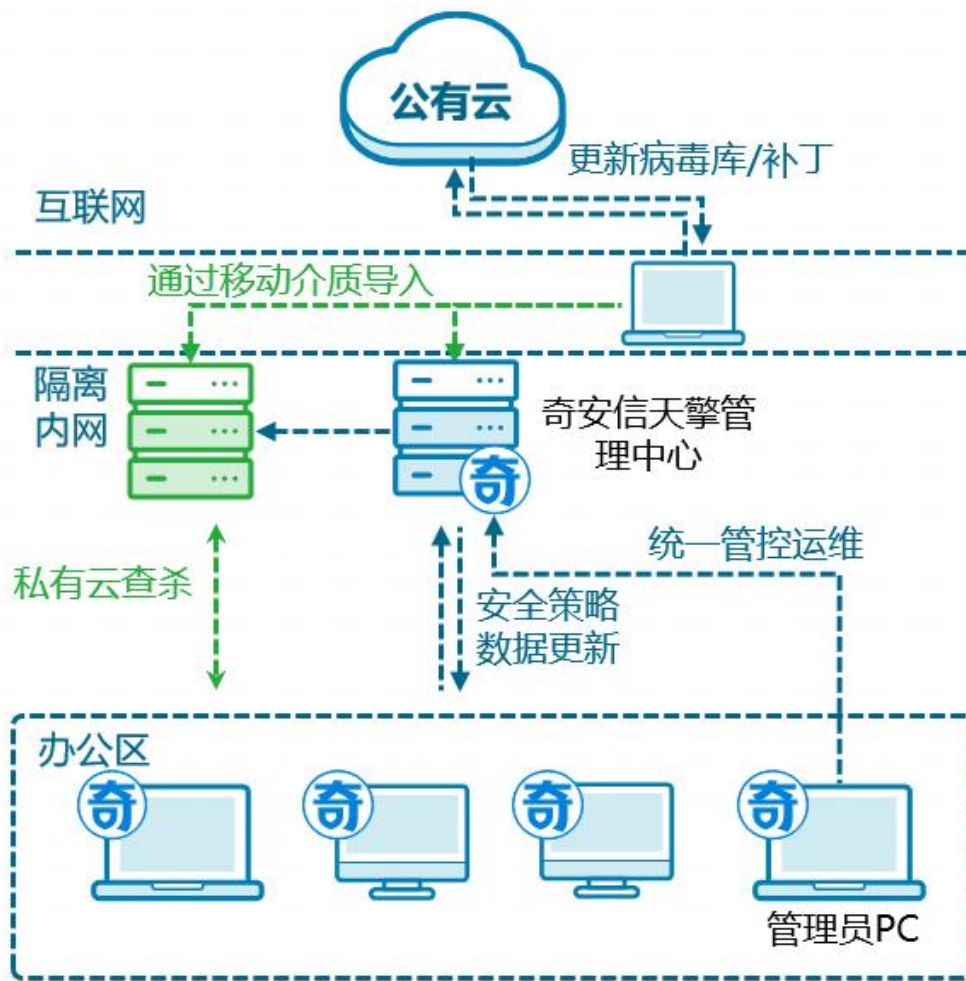 公有云
更新病毒库/补丁
互联网
通过移动介质导入
隔离
内网
奇安信天擎管
理中心
奇
统一管控运维
私有云查杀
安全策略
数据更新
办公区
奇
奇
奇
奇
管理员PC